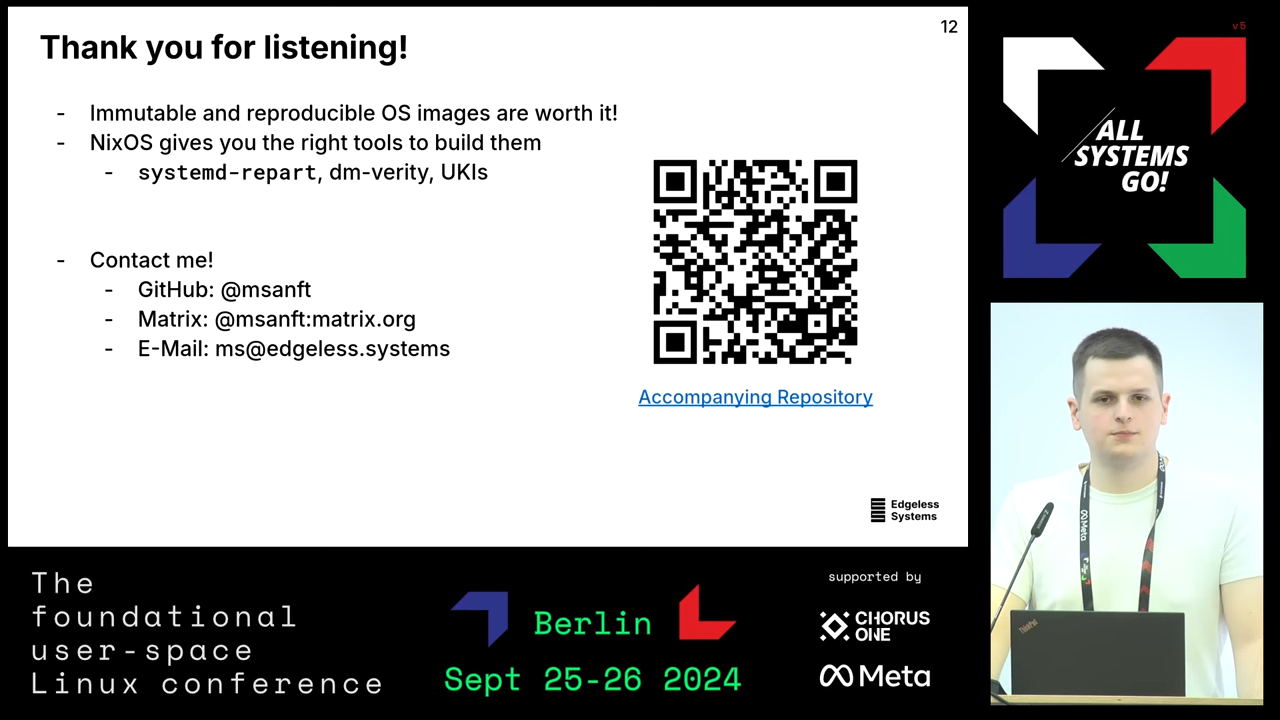 12
Thank you for listening!
- Immutable and reproducible OS images are worth it!
- NixOS gives you the right tools to build them
- systemd-repart, dm-verity, UKIs
- Contact me!
- GitHub: @msanft
- Matrix: @msanft:matrix.org
- E-Mail: ms@edgeless.systems
Accompanying Repository
Edgeless
Systems
v5
ALL
SYSTEMS
GO!
Meta
ThinkPad
The
foundational
user-space
Linux conference
Berlin
Sept 25-26 2024
supported by
CHORUS
ONE
Meta